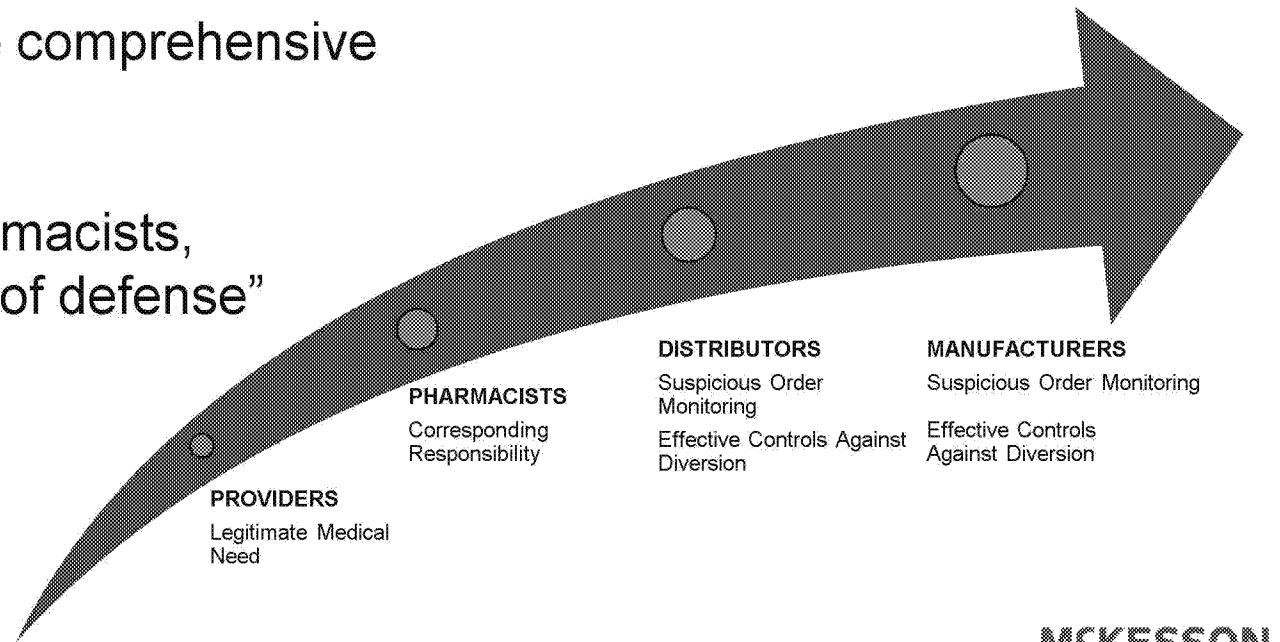 comprehensive
macists,
of defense”
DISTRIBUTORS
Suspicious Order
Monitoring
Effective Controls Against
Diversion
MANUFACTURERS
Suspicious Order Monitoring
Effective Controls
Against Diversion
PHARMACISTS
Corresponding
Responsibility
PROVIDERS
Legitimate Medical
Need
MCKESSON